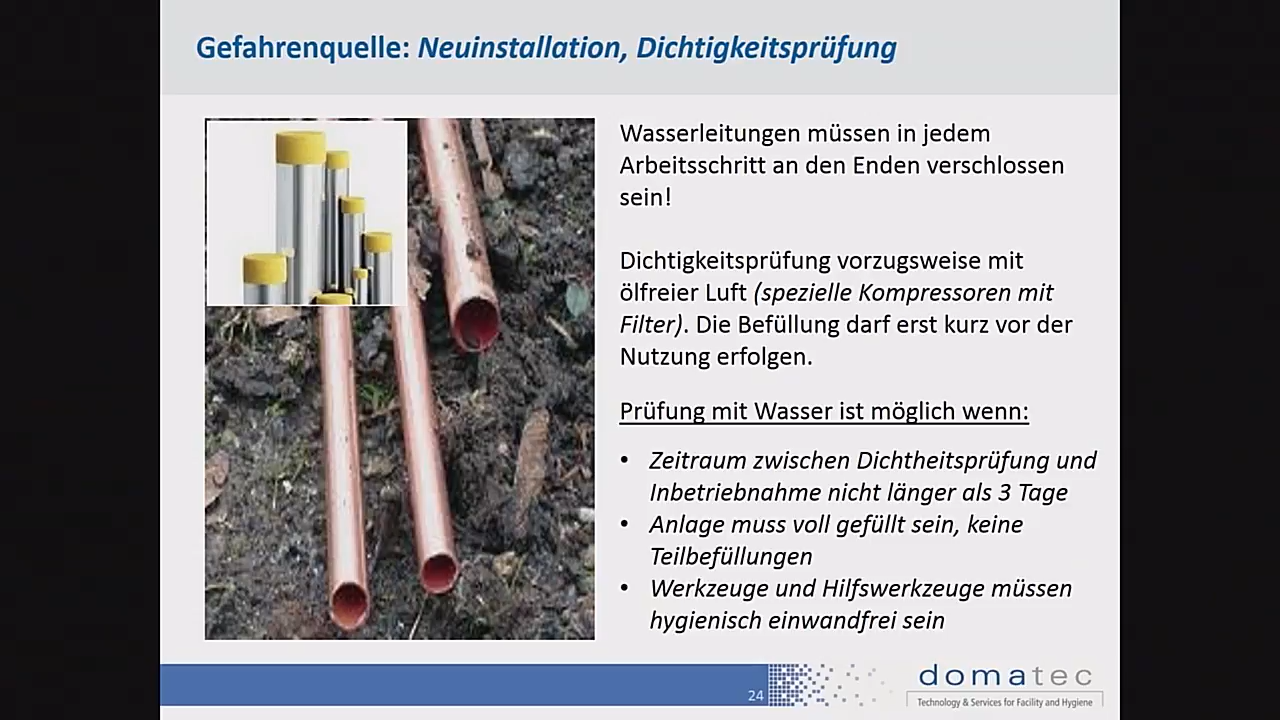 Gefahrenquelle: Neuinstallation, Dichtigkeitsprüfung
Wasserleitungen müssen in jedem
Arbeitsschritt an den Enden verschlossen
sein!
Dichtigkeitsprüfung vorzugsweise mit
ölfreier Luft (spezielle Kompressoren mit
Filter). Die Befüllung darf erst kurz vor der
Nutzung erfolgen.
Prüfung mit Wasser ist möglich wenn:
• Zeitraum zwischen Dichtheitsprüfung und
Inbetriebnahme nicht länger als 3 Tage
• Anlage muss voll gefüllt sein, keine
Teilbefüllungen
• Werkzeuge und Hilfswerkzeuge müssen
hygienisch einwandfrei sein
24
domatec
Technology & Services for Facility and Hygiene